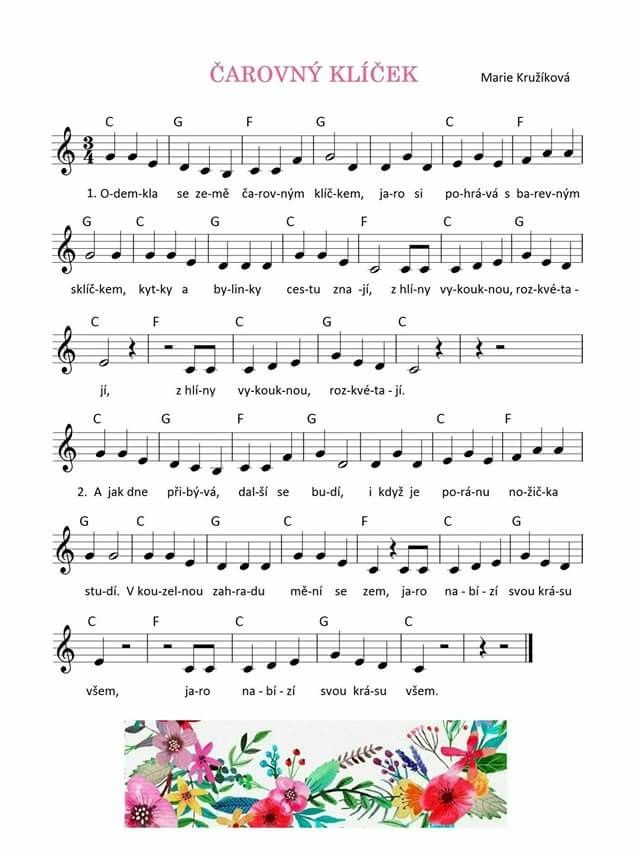 ČAROVNÝ KLÍČEK
Marie Kružíková
C G F G C F
3
4
1. O-dem-kla se ze-mě ča-rov-ným klíč-kem, ja-ro si po-hrá-vá s ba-rev-ným
G C G C F C G
sklíč-kem, kyt-ky a by-lin-ky ces-tu zna-jí, z hlí-ny vy-kouk-nou, roz-kvé-ta-
C F C G C
jí, z hlí-ny vy-kouk-nou, roz-kvé-ta-jí.
C G F G C F
2. A jak dne při-bý-vá, dal-ší se bu-dí, i když je po-rá-nu no-žič-ka
G C G C F C G
stu-dí. V kou-zel-nou zah-ra-du mě-ní se zem, ja-ro na-bí-zí svou krá-su
C F C G C
všem, ja-ro na-bí-zí svou krá-su všem.